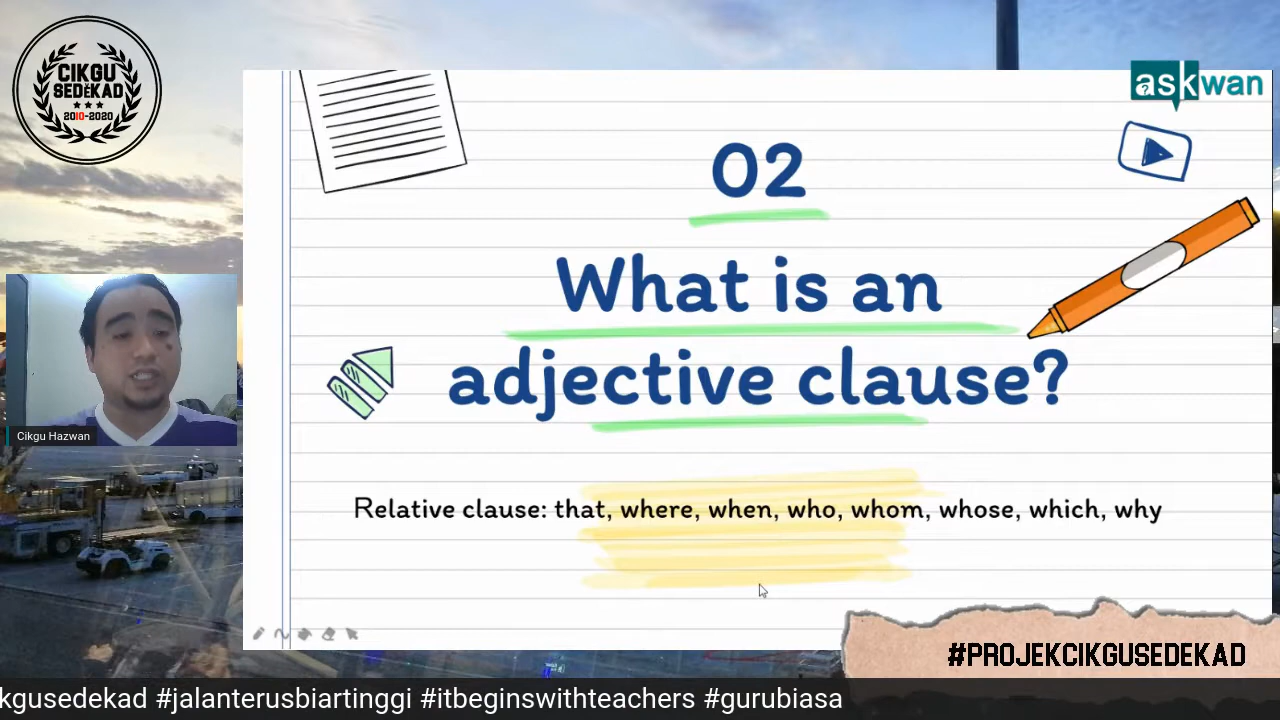 CIKGU
SEDEKAD
2010-2020
askwan
02
What is an
adjective clause?
Relative clause: that, where, when, who, whom, whose, which, why
Cikgu Hazwan
#PROJEKCIKGUSEDEKAD
kgusedekad #jalanterusbiartinggi #itbeginswithteachers #gurubiasa